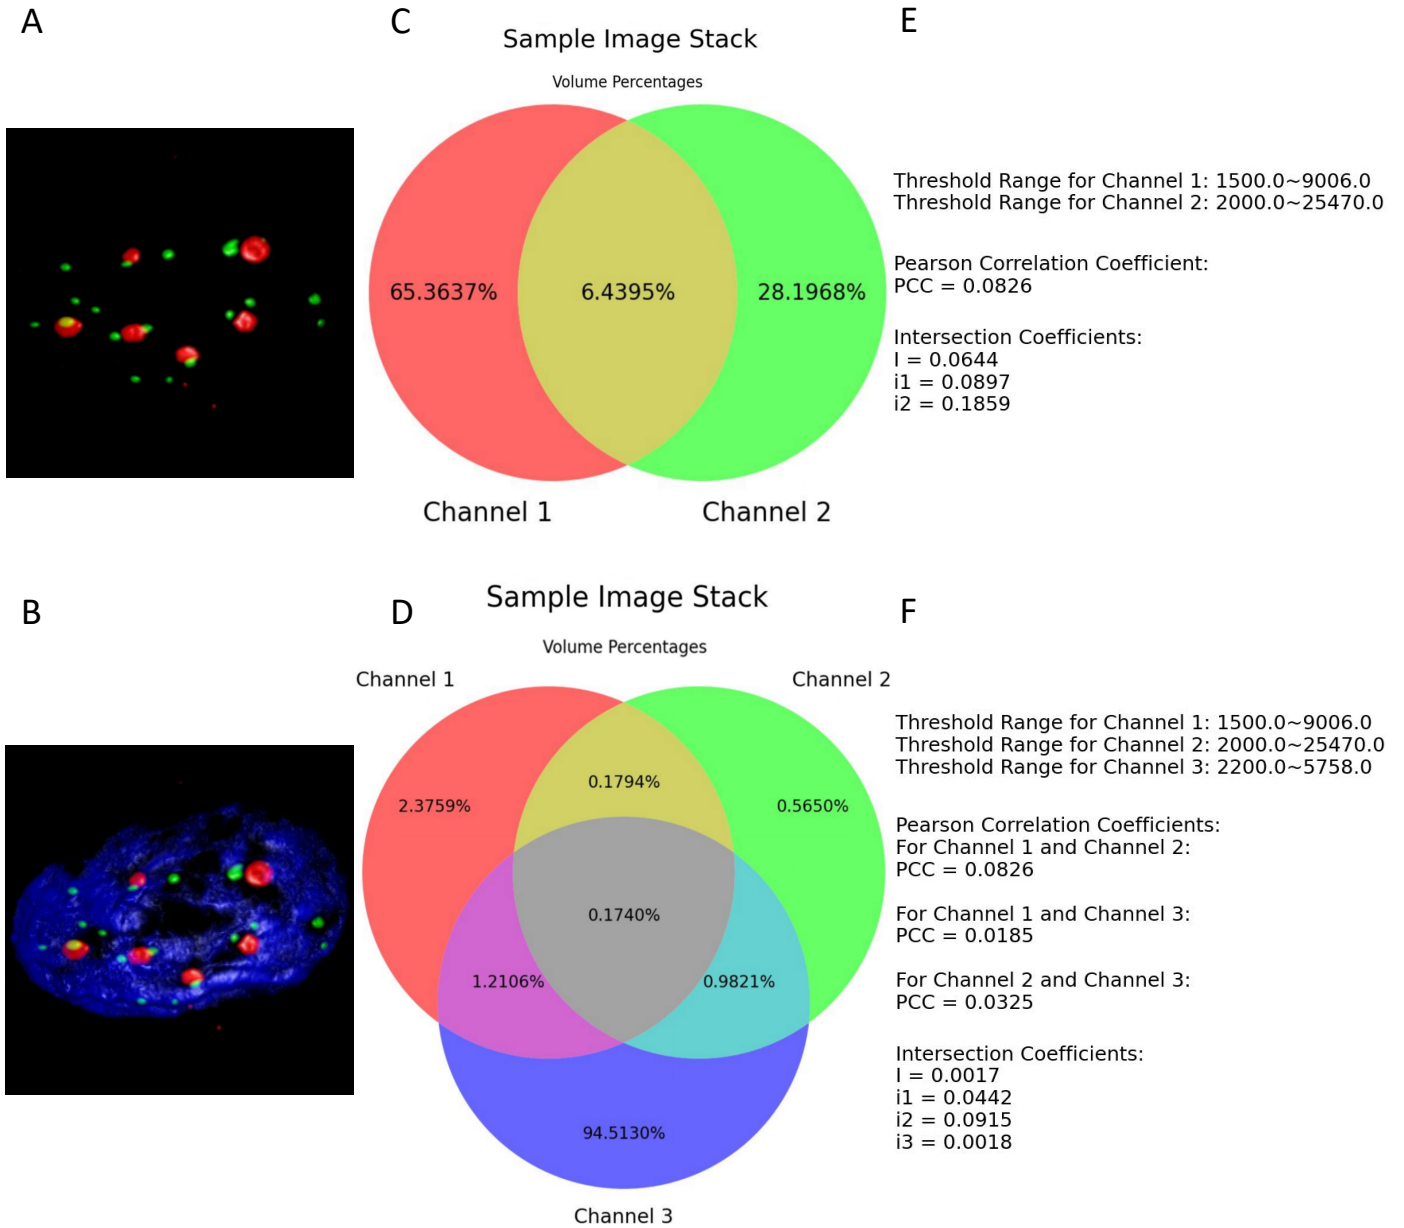 A
C
Sample Image Stack
Volume Percentages
65.3637%
6.4395%
28.1968%
Channel 1
Channel 2
E
Threshold Range for Channel 1: 1500.0~9006.0
Threshold Range for Channel 2: 2000.0~25470.0
Pearson Correlation Coefficient:
PCC = 0.0826
Intersection Coefficients:
I = 0.0644
i1 = 0.0897
i2 = 0.1859
B
D
Sample Image Stack
Volume Percentages
Channel 1
Channel 2
0.1794%
2.3759%
0.5650%
0.1740%
1.2106%
0.9821%
94.5130%
Channel 3
F
Threshold Range for Channel 1: 1500.0~9006.0
Threshold Range for Channel 2: 2000.0~25470.0
Threshold Range for Channel 3: 2200.0~5758.0
Pearson Correlation Coefficients:
For Channel 1 and Channel 2:
PCC = 0.0826
For Channel 1 and Channel 3:
PCC = 0.0185
For Channel 2 and Channel 3:
PCC = 0.0325
Intersection Coefficients:
I = 0.0017
i1 = 0.0442
i2 = 0.0915
i3 = 0.0018